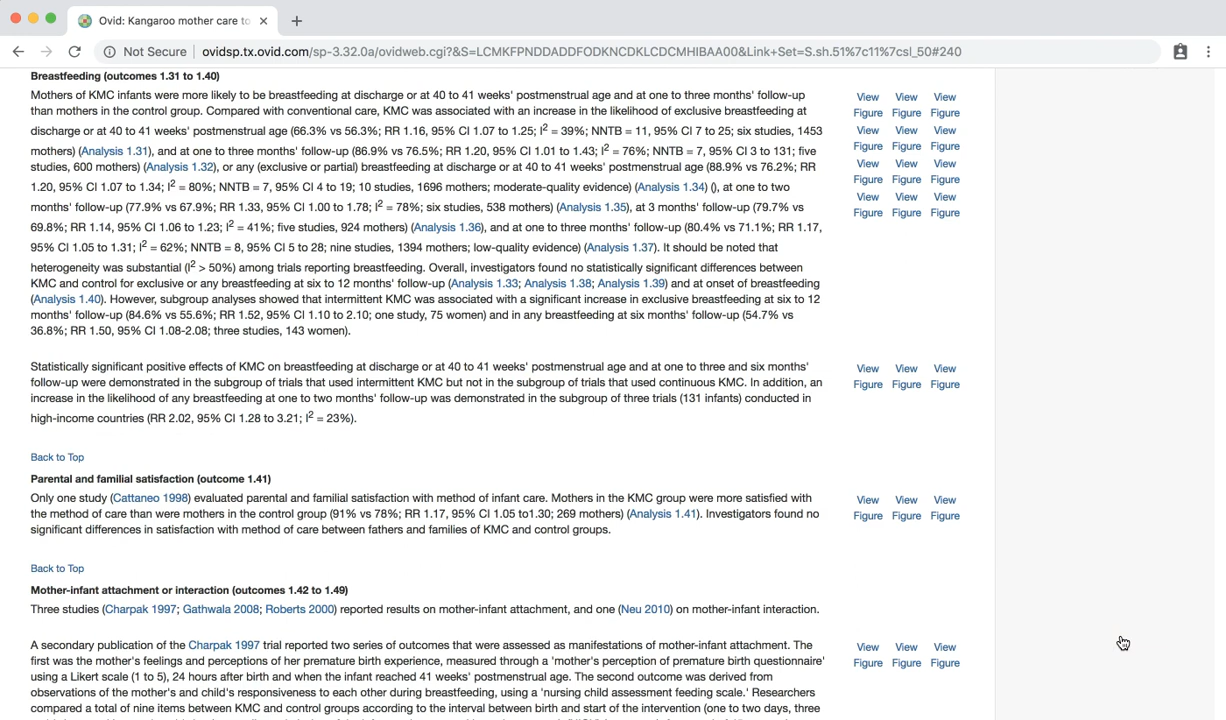 Ovid: Kangaroo mother care to
Not Secure | ovidsp.tx.ovid.com/sp-3.32.0a/ovidweb.cgi?&S=LCMKFPNDDADDFODKNCDKLCDCMHIBAA00&Link+Set=S.sh.51%7c11%7csl_50#240
Breastfeeding (outcomes 1.31 to 1.40)
Mothers of KMC infants were more likely to be breastfeeding at discharge or at 40 to 41 weeks' postmenstrual age and at one to three months' follow-up
than mothers in the control group. Compared with conventional care, KMC was associated with an increase in the likelihood of exclusive breastfeeding at
discharge or at 40 to 41 weeks' postmenstrual age (66.3% vs 56.3%; RR 1.16, 95% CI 1.07 to 1.25; I2 = 39%; NNTB = 11, 95% CI 7 to 25; six studies, 1453
mothers) (Analysis 1.31), and at one to three months' follow-up (86.9% vs 76.5%; RR 1.20, 95% CI 1.01 to 1.43; I2 = 76%; NNTB = 7, 95% CI 3 to 131; five
studies, 600 mothers) (Analysis 1.32), or any (exclusive or partial) breastfeeding at discharge or at 40 to 41 weeks' postmenstrual age (88.9% vs 76.2%; RR
1.20, 95% CI 1.07 to 1.34; I2 = 80%; NNTB = 7, 95% CI 4 to 19; 10 studies, 1696 mothers; moderate-quality evidence) (Analysis 1.34) (), at one to two
months' follow-up (77.9% vs 67.9%; RR 1.33, 95% CI 1.00 to 1.78; I2 = 78%; six studies, 538 mothers) (Analysis 1.35), at 3 months' follow-up (79.7% vs
69.8%; RR 1.14, 95% CI 1.06 to 1.23; I2 = 41%; five studies, 924 mothers) (Analysis 1.36), and at one to three months' follow-up (80.4% vs 71.1%; RR 1.17,
95% CI 1.05 to 1.31; I2 = 62%; NNTB = 8, 95% CI 5 to 28; nine studies, 1394 mothers; low-quality evidence) (Analysis 1.37). It should be noted that
heterogeneity was substantial (I2 > 50%) among trials reporting breastfeeding. Overall, investigators found no statistically significant differences between
KMC and control for exclusive or any breastfeeding at six to 12 months' follow-up (Analysis 1.33; Analysis 1.38; Analysis 1.39) and at onset of breastfeeding
(Analysis 1.40). However, subgroup analyses showed that intermittent KMC was associated with a significant increase in exclusive breastfeeding at six to 12
months' follow-up (84.6% vs 55.6%; RR 1.52, 95% CI 1.10 to 2.10; one study, 75 women) and in any breastfeeding at six months' follow-up (54.7% vs
36.8%; RR 1.50, 95% CI 1.08-2.08; three studies, 143 women).
View View View
Figure Figure Figure
View View View
Figure Figure Figure
View View View
Figure Figure Figure
View View View
Figure Figure Figure
Statistically significant positive effects of KMC on breastfeeding at discharge or at 40 to 41 weeks' postmenstrual age and at one to three and six months'
follow-up were demonstrated in the subgroup of trials that used intermittent KMC but not in the subgroup of trials that used continuous KMC. In addition, an
increase in the likelihood of any breastfeeding at one to two months' follow-up was demonstrated in the subgroup of three trials (131 infants) conducted in
high-income countries (RR 2.02, 95% CI 1.28 to 3.21; I2 = 23%).
View View View
Figure Figure Figure
Back to Top
Parental and familial satisfaction (outcome 1.41)
Only one study (Cattaneo 1998) evaluated parental and familial satisfaction with method of infant care. Mothers in the KMC group were more satisfied with
the method of care than were mothers in the control group (91% vs 78%; RR 1.17, 95% CI 1.05 to1.30; 269 mothers) (Analysis 1.41). Investigators found no
significant differences in satisfaction with method of care between fathers and families of KMC and control groups.
View View View
Figure Figure Figure
Back to Top
Mother-infant attachment or interaction (outcomes 1.42 to 1.49)
Three studies (Charpak 1997; Gathwala 2008; Roberts 2000) reported results on mother-infant attachment, and one (Neu 2010) on mother-infant interaction.
A secondary publication of the Charpak 1997 trial reported two series of outcomes that were assessed as manifestations of mother-infant attachment. The
first was the mother's feelings and perceptions of her premature birth experience, measured through a 'mother's perception of premature birth questionnaire'
using a Likert scale (1 to 5), 24 hours after birth and when the infant reached 41 weeks' postmenstrual age. The second outcome was derived from
observations of the mother's and child's responsiveness to each other during breastfeeding, using a 'nursing child assessment feeding scale.' Researchers
compared a total of nine items between KMC and control groups according to the interval between birth and start of the intervention (one to two days, three
View View View
Figure Figure Figure